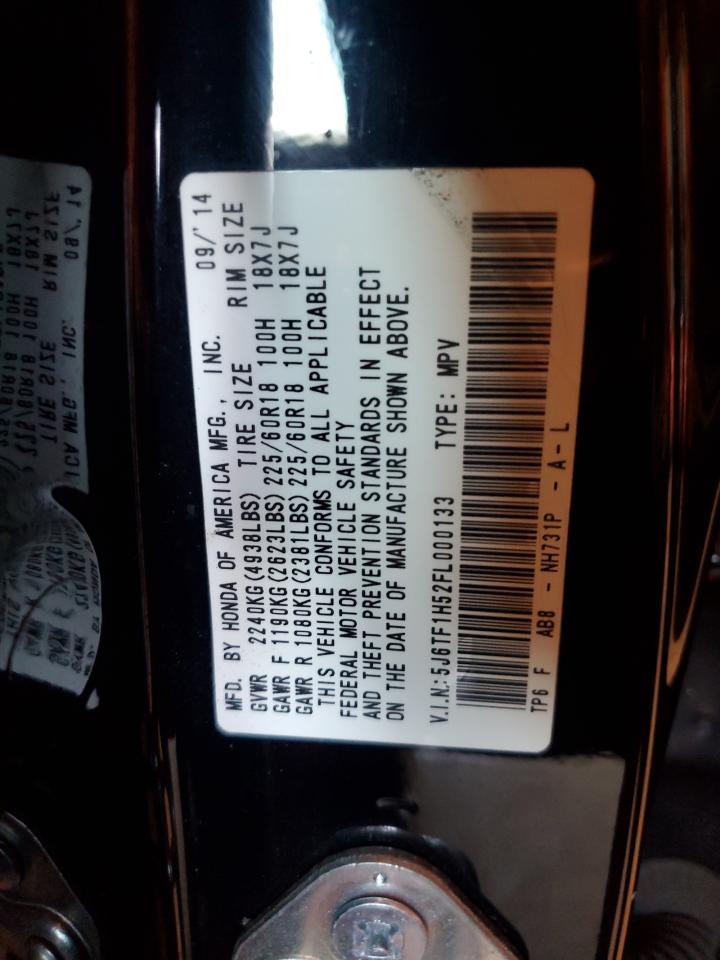 MFD. BY HONDA OF AMERICA MFG., INC. 09/'14
GVWR 2240KG(4938LBS) TIRE SIZE RIM SIZE
GAWR F 1190KG(2623LBS) 225/60R18 100H 18X7J
GAWR R 1080KG(2381LBS) 225/60R18 100H 18X7J
THIS VEHICLE CONFORMS TO ALL APPLICABLE
FEDERAL MOTOR VEHICLE SAFETY
AND THEFT PREVENTION STANDARDS IN EFFECT
ON THE DATE OF MANUFACTURE SHOWN ABOVE.
V.I.N.: 5J6TF1H52FL000133 TYPE: MPV
TP6 F AB8 - NH731P - A - L